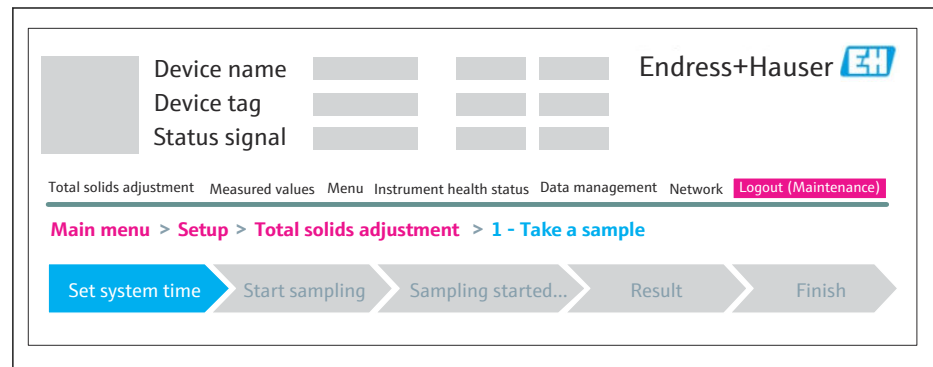 Device name
Endress+Hauser EH
Device tag
Status signal
Total solids adjustment Measured values Menu Instrument health status Data management Network Logout (Maintenance)
Main menu > Setup > Total solids adjustment > 1 - Take a sample
Set system time Start sampling Sampling started... Result Finish